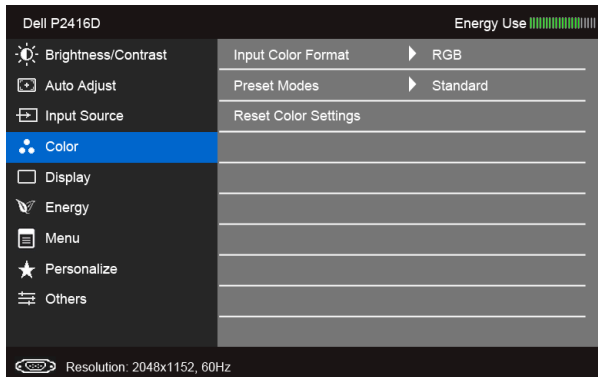 Dell P2416D Energy Use
Brightness/Contrast Input Color Format RGB
Auto Adjust Preset Modes Standard
Input Source Reset Color Settings
Color
Display
Energy
Menu
Personalize
Others
Resolution: 2048x1152, 60Hz